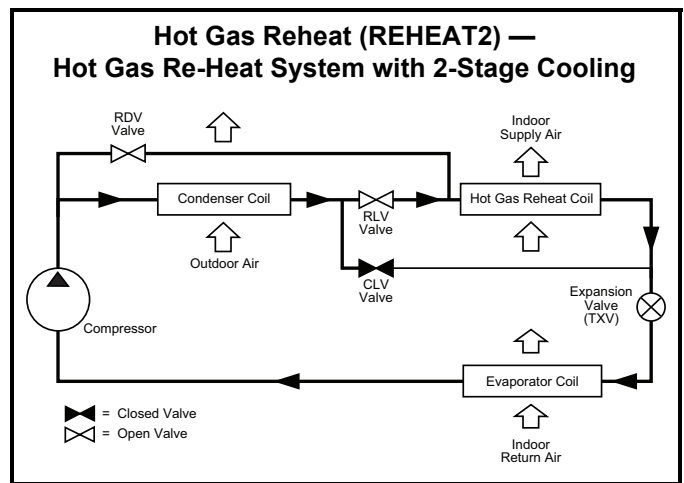 Hot Gas Reheat (REHEAT2) —
Hot Gas Re-Heat System with 2-Stage Cooling
RDV
Valve
Indoor
Supply Air
Condenser Coil
RLV
Valve
Hot Gas Reheat Coil
Outdoor Air
CLV
Valve
Expansion
Valve
(TXV)
Compressor
Evaporator Coil
= Closed Valve
= Open Valve
Indoor
Return Air